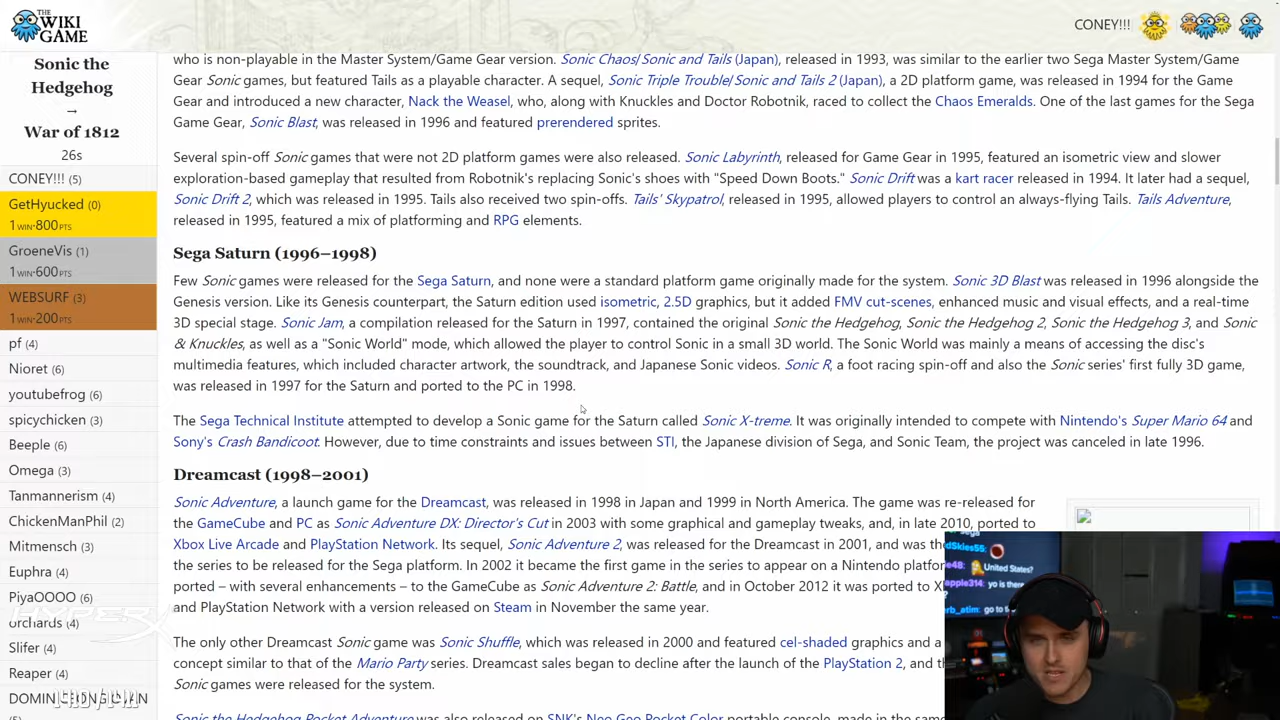 THE
WIKI
GAME
CONEY!!!
Sonic the
Hedgehog
→
War of 1812
26s
CONEY!!! (5)
GetHyucked (0)
1 WIN·800PTS
GroeneVis (1)
1 WIN·600PTS
WEBSURF (3)
1 WIN·200PTS
pf (4)
Nioret (6)
youtubefrog (6)
spicychicken (3)
Beeple (6)
Omega (3)
Tanmannerism (4)
ChickenManPhil (2)
Mitmensch (3)
Euphra (4)
PiyaOOOO (6)
orchards (4)
Slifer (4)
Reaper (4)
HYPERX
who is non-playable in the Master System/Game Gear version. Sonic Chaos/Sonic and Tails (Japan), released in 1993, was similar to the earlier two Sega Master System/Game
Gear Sonic games, but featured Tails as a playable character. A sequel, Sonic Triple Trouble/Sonic and Tails 2 (Japan), a 2D platform game, was released in 1994 for the Game
Gear and introduced a new character, Nack the Weasel, who, along with Knuckles and Doctor Robotnik, raced to collect the Chaos Emeralds. One of the last games for the Sega
Game Gear, Sonic Blast, was released in 1996 and featured prerendered sprites.
Several spin-off Sonic games that were not 2D platform games were also released. Sonic Labyrinth, released for Game Gear in 1995, featured an isometric view and slower
exploration-based gameplay that resulted from Robotnik's replacing Sonic's shoes with "Speed Down Boots." Sonic Drift was a kart racer released in 1994. It later had a sequel,
Sonic Drift 2, which was released in 1995. Tails also received two spin-offs. Tails' Skypatrol, released in 1995, allowed players to control an always-flying Tails. Tails Adventure,
released in 1995, featured a mix of platforming and RPG elements.
Sega Saturn (1996–1998)
Few Sonic games were released for the Sega Saturn, and none were a standard platform game originally made for the system. Sonic 3D Blast was released in 1996 alongside the
Genesis version. Like its Genesis counterpart, the Saturn edition used isometric, 2.5D graphics, but it added FMV cut-scenes, enhanced music and visual effects, and a real-time
3D special stage. Sonic Jam, a compilation released for the Saturn in 1997, contained the original Sonic the Hedgehog, Sonic the Hedgehog 2, Sonic the Hedgehog 3, and Sonic
& Knuckles, as well as a "Sonic World" mode, which allowed the player to control Sonic in a small 3D world. The Sonic World was mainly a means of accessing the disc's
multimedia features, which included character artwork, the soundtrack, and Japanese Sonic videos. Sonic R, a foot racing spin-off and also the Sonic series' first fully 3D game,
was released in 1997 for the Saturn and ported to the PC in 1998.
The Sega Technical Institute attempted to develop a Sonic game for the Saturn called Sonic X-treme. It was originally intended to compete with Nintendo's Super Mario 64 and
Sony's Crash Bandicoot. However, due to time constraints and issues between STI, the Japanese division of Sega, and Sonic Team, the project was canceled in late 1996.
Dreamcast (1998–2001)
Sonic Adventure, a launch game for the Dreamcast, was released in 1998 in Japan and 1999 in North America. The game was re-released for
the GameCube and PC as Sonic Adventure DX: Director's Cut in 2003 with some graphical and gameplay tweaks, and, in late 2010, ported to
Xbox Live Arcade and PlayStation Network. Its sequel, Sonic Adventure 2, was released for the Dreamcast in 2001, and was the
the series to be released for the Sega platform. In 2002 it became the first game in the series to appear on a Nintendo
ported – with several enhancements – to the GameCube as Sonic Adventure 2: Battle, and in October 2012 it was ported to X
and PlayStation Network with a version released on Steam in November the same year.
The only other Dreamcast Sonic game was Sonic Shuffle, which was released in 2000 and featured cel-shaded graphics and a
concept similar to that of the Mario Party series. Dreamcast sales began to decline after the launch of the PlayStation 2, and
Sonic games were released for the system.
Sonic the Hedgehog Pocket Adventure was also released on SNK's Neo Geo Pocket Color portable console, made in the same
dSkies55:
United States?
yo is
go to